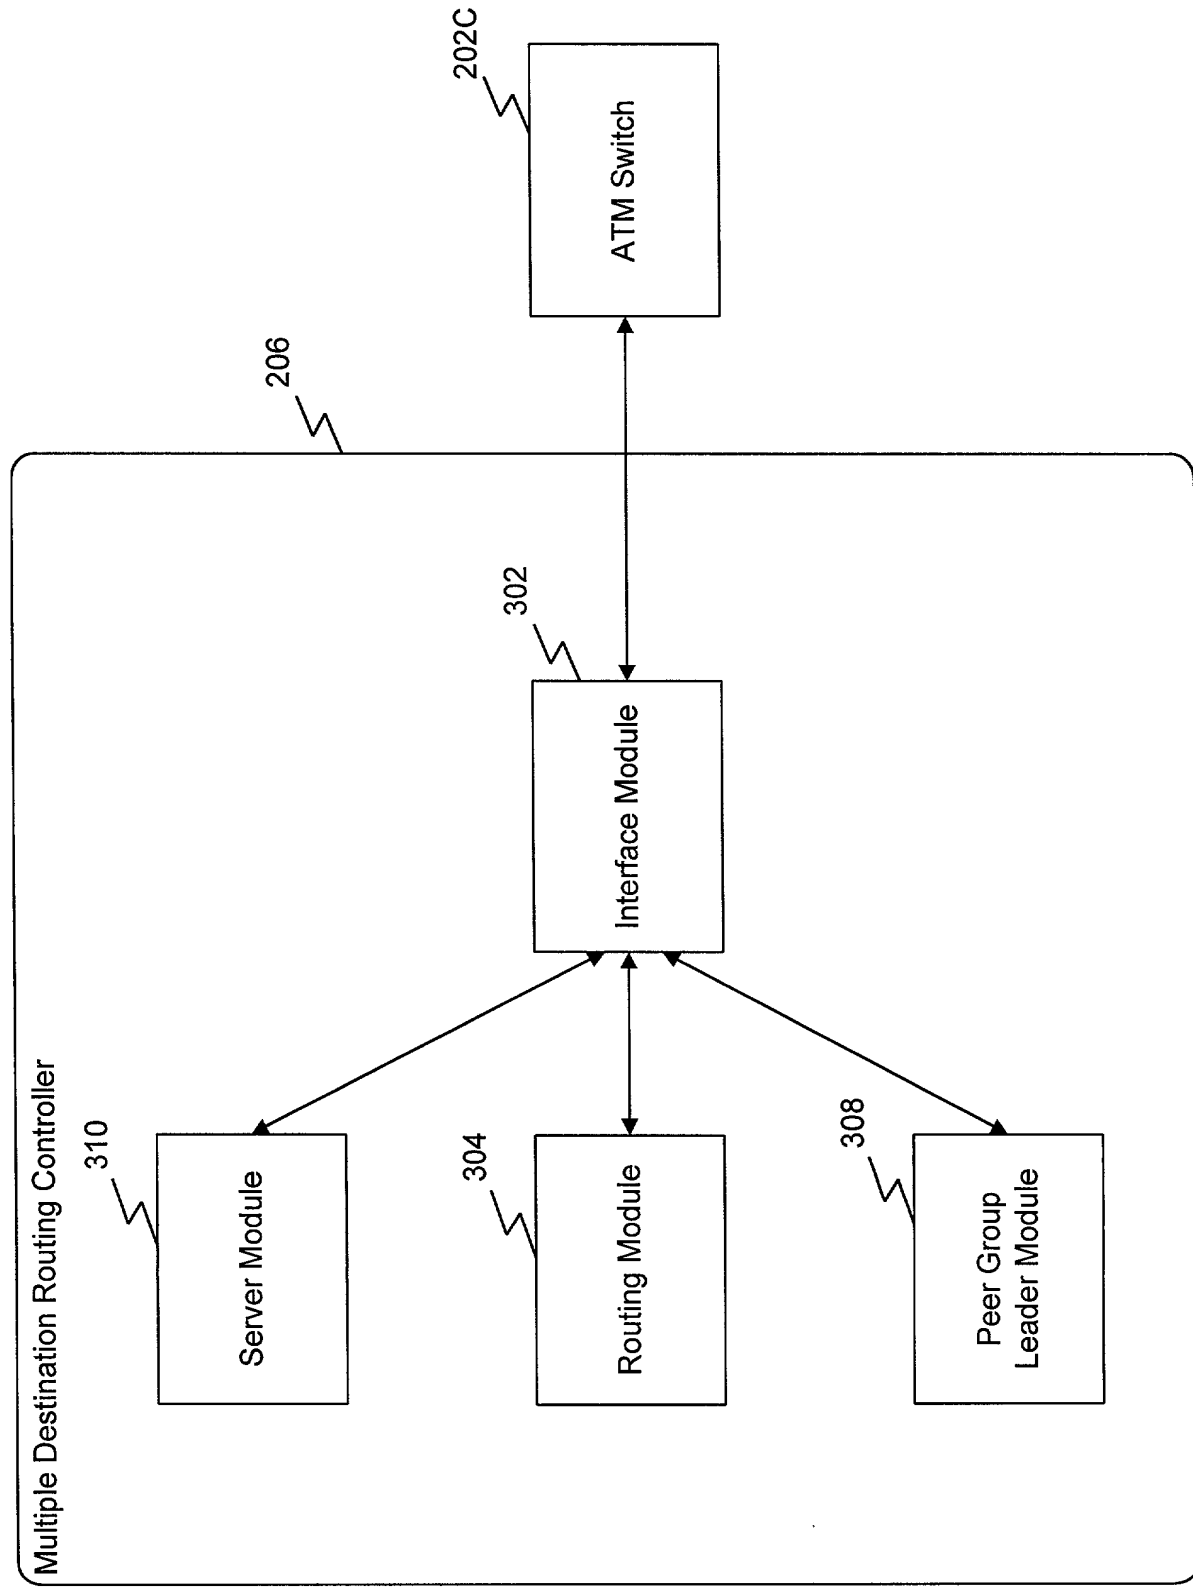 Multiple Destination Routing Controller
206
310
Server Module
304
Routing Module
308
Peer Group
Leader Module
302
Interface Module
202C
ATM Switch